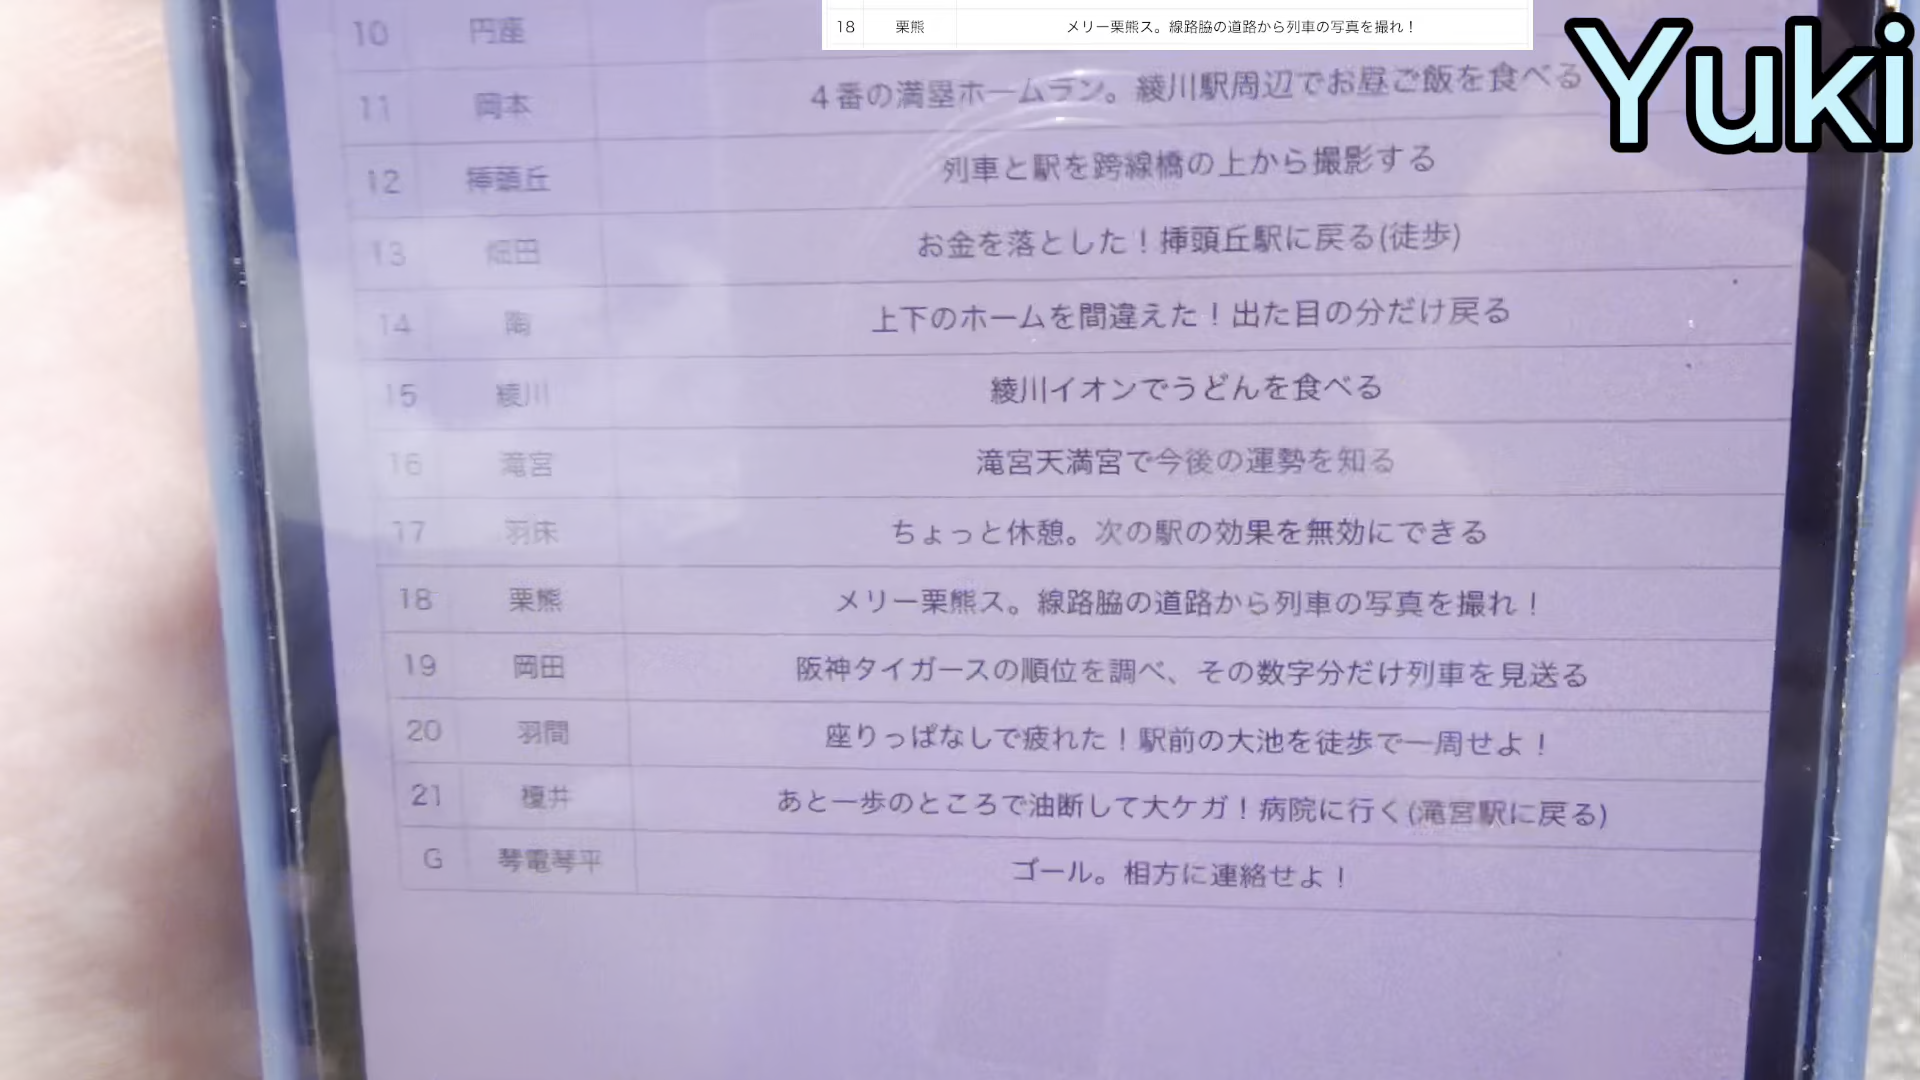 18 栗熊 メリー栗熊ス。線路脇の道路から列車の写真を撮れ！
Yuki
10 円座
11 岡本 4番の満塁ホームラン。綾川駅周辺でお昼ご飯を食べる
12 挿頭丘 列車と駅を跨線橋の上から撮影する
13 畑田 お金を落とした！挿頭丘駅に戻る(徒歩)
14 陶 上下のホームを間違えた！出た目の分だけ戻る
15 綾川 綾川イオンでうどんを食べる
16 滝宮 滝宮天満宮で今後の運勢を知る
17 羽床 ちょっと休憩。次の駅の効果を無効にできる
18 栗熊 メリー栗熊ス。線路脇の道路から列車の写真を撮れ！
19 岡田 阪神タイガースの順位を調べ、その数字分だけ列車を見送る
20 羽間 座りっぱなしで疲れた！駅前の大池を徒歩で一周せよ！
21 榎井 あと一歩のところで油断して大ケガ！病院に行く(滝宮駅に戻る)
G 琴電琴平 ゴール。相方に連絡せよ！